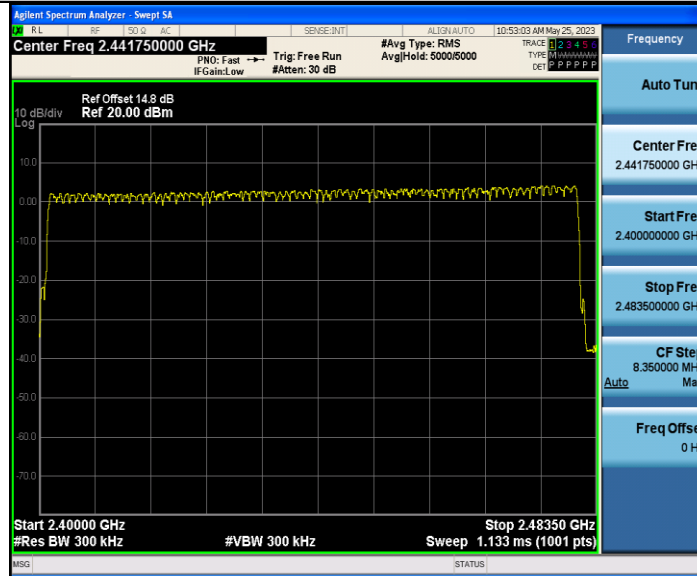 Agilent Spectrum Analyzer - Swept SA
RL RF 50 Ω AC SENSE:INT ALIGN AUTO 10:53:03 AM May 25, 2023
Center Freq 2.441750000 GHz
PNO: Fast
IFGain:Low
Trig: Free Run
#Atten: 30 dB
#Avg Type: RMS
Avg|Hold: 5000/5000
TRACE 1 2 3 4 5 6
TYPE M
DET P P P P P P
Frequency
Ref Offset 14.8 dB
10 dB/div Ref 20.00 dBm
Log
10.0
0.00
-10.0
-20.0
-30.0
-40.0
-50.0
-60.0
-70.0
Start 2.40000 GHz Stop 2.48350 GHz
#Res BW 300 kHz #VBW 300 kHz Sweep 1.133 ms (1001 pts)
MSG STATUS
Auto Tun
Center Fre
2.441750000 GH
Start Fre
2.400000000 GH
Stop Fre
2.483500000 GH
CF Ste
8.350000 MH
Auto Ma
Freq Offse
0 H